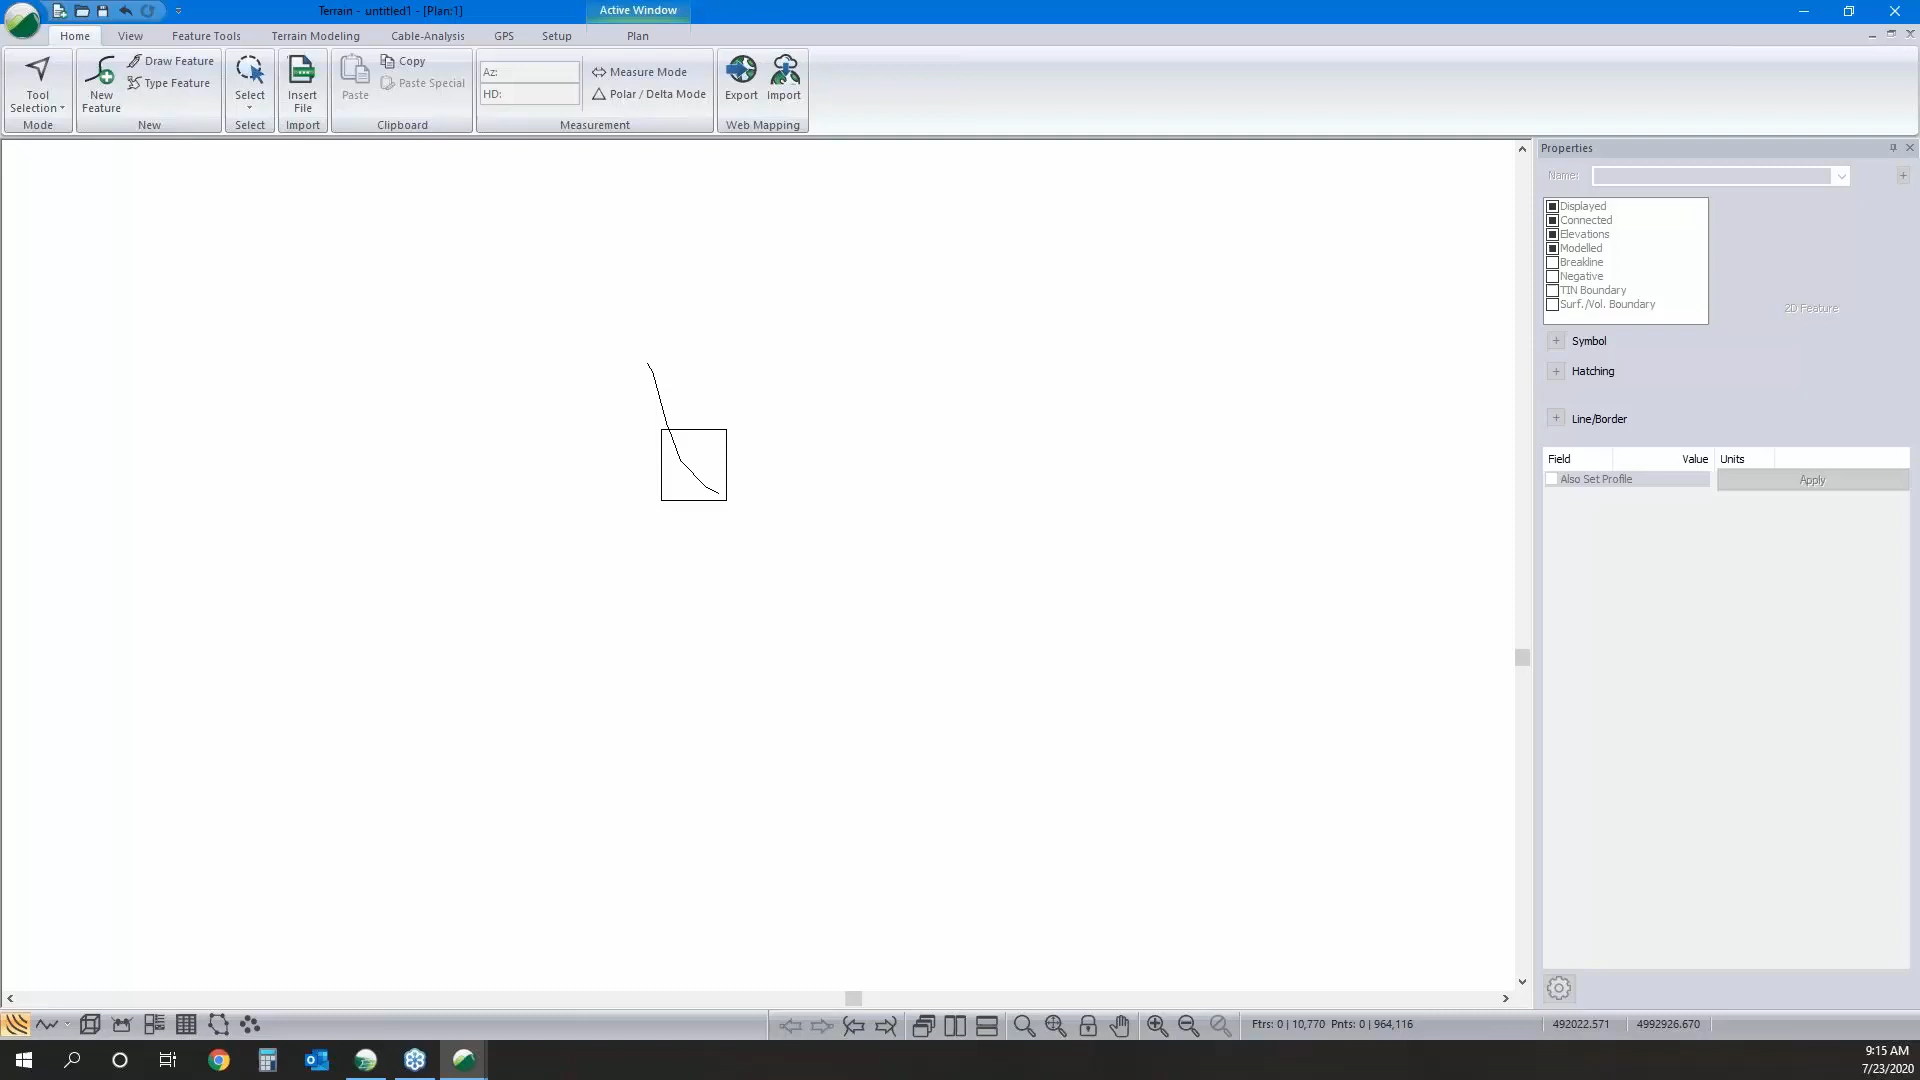 Terrain - untitled1 - [Plan:1]
Active Window
Home
View
Feature Tools
Terrain Modeling
Cable-Analysis
GPS
Setup
Plan
Tool
Selection
Mode
New
Feature
Draw Feature
Type Feature
New
Select
Select
Insert
File
Import
Paste
Copy
Paste Special
Clipboard
Az:
HD:
Measure Mode
Polar / Delta Mode
Measurement
Export
Import
Web Mapping
Properties
Name:
Displayed
Connected
Elevations
Modelled
Breakline
Negative
TIN Boundary
Surf./Vol. Boundary
2D Feature
Symbol
Hatching
Line/Border
Field Value Units
Also Set Profile
Apply
Ftrs: 0 | 10,770 Pnts: 0 | 964,116
492022.571
4992926.670
9:15 AM
7/23/2020